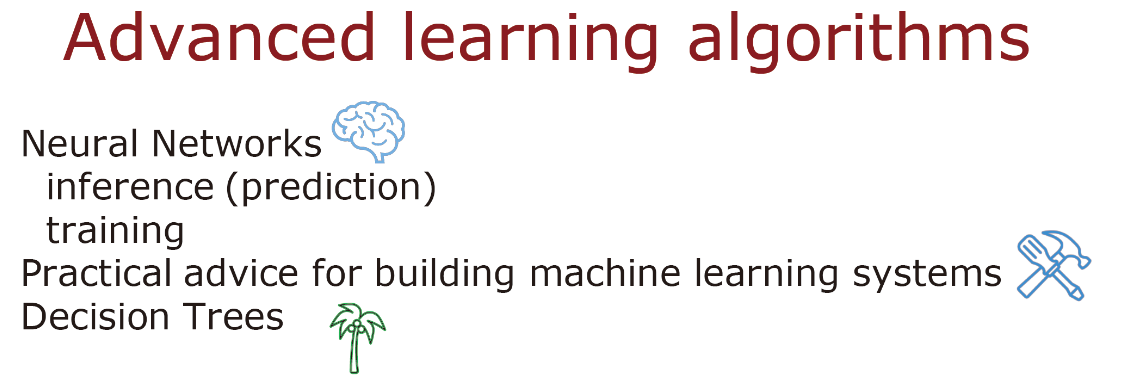 Advanced learning algorithms
Neural Networks
inference (prediction)
training
Practical advice for building machine learning systems
Decision Trees